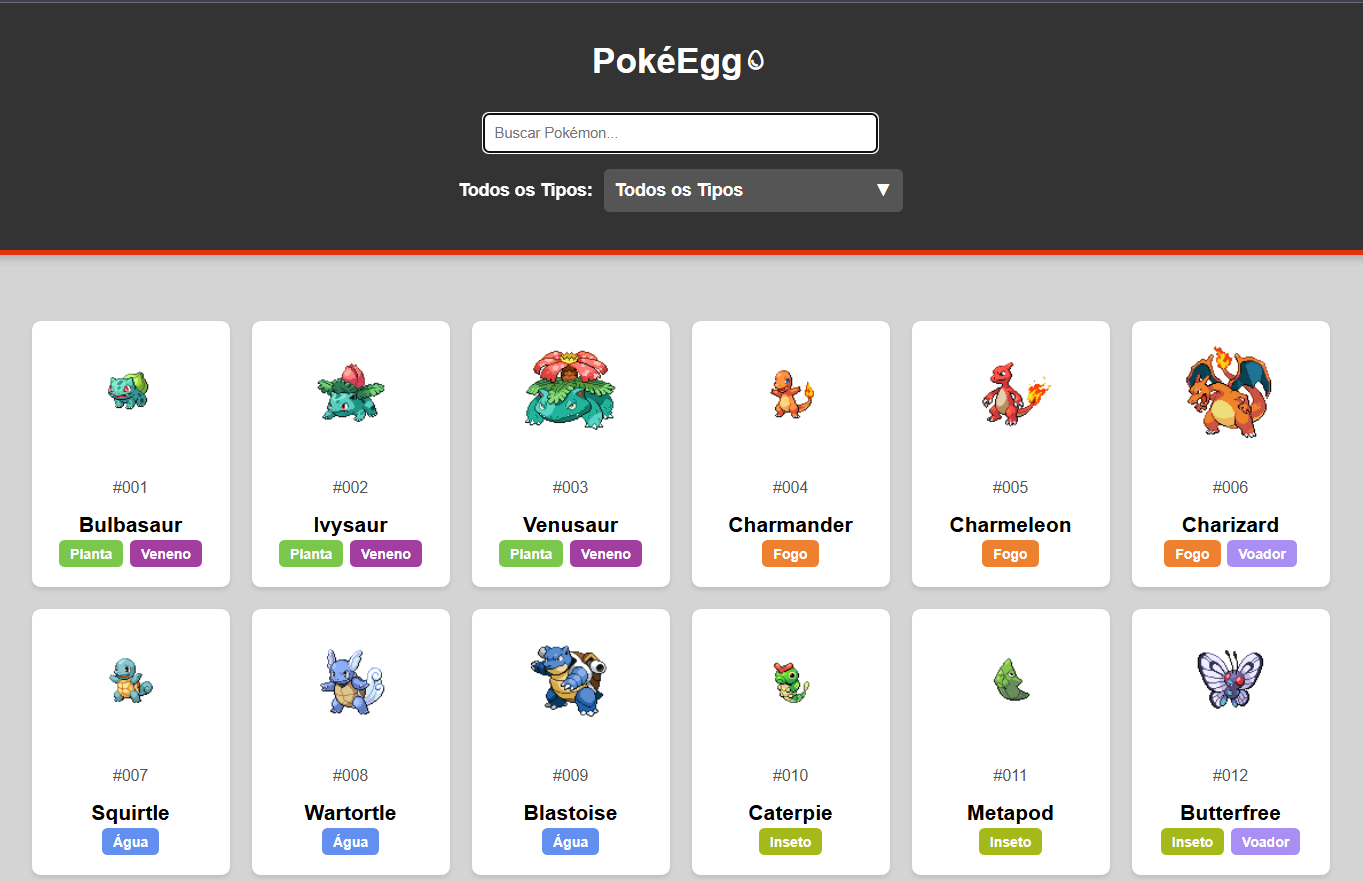 PokéEgg
Buscar Pokémon...
Todos os Tipos: Todos os Tipos ▼
#001 #002 #003 #004 #005 #006
Bulbasaur Ivysaur Venusaur Charmander Charmeleon Charizard
Planta Veneno Planta Veneno Planta Veneno Fogo Fogo Fogo Voador
#007 #008 #009 #010 #011 #012
Squirtle Wartortle Blastoise Caterpie Metapod Butterfree
Água Água Água Inseto Inseto Inseto Voador